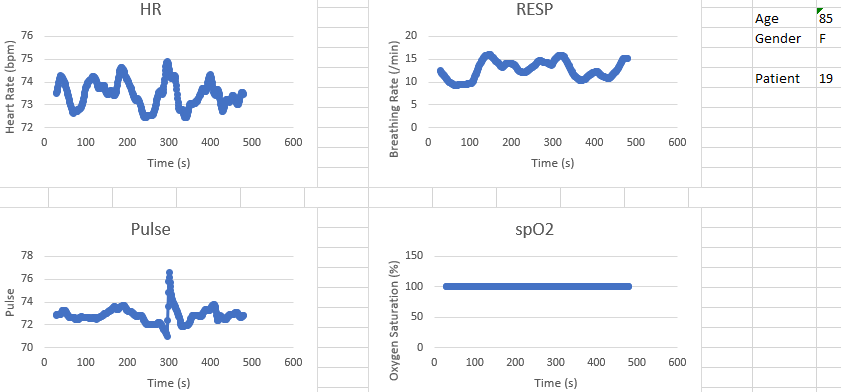 HR
Heart Rate (bpm)
76
75
74
73
72
0 100 200 300 400 500 600
Time (s)
RESP
Breathing Rate (/min)
20
15
10
5
0
0 100 200 300 400 500 600
Time (s)
Age 85
Gender F
Patient 19
Pulse
Pulse
78
76
74
72
70
0 100 200 300 400 500 600
Time (s)
spO2
Oxygen Saturation (%)
150
100
50
0
0 100 200 300 400 500 600
Time (s)